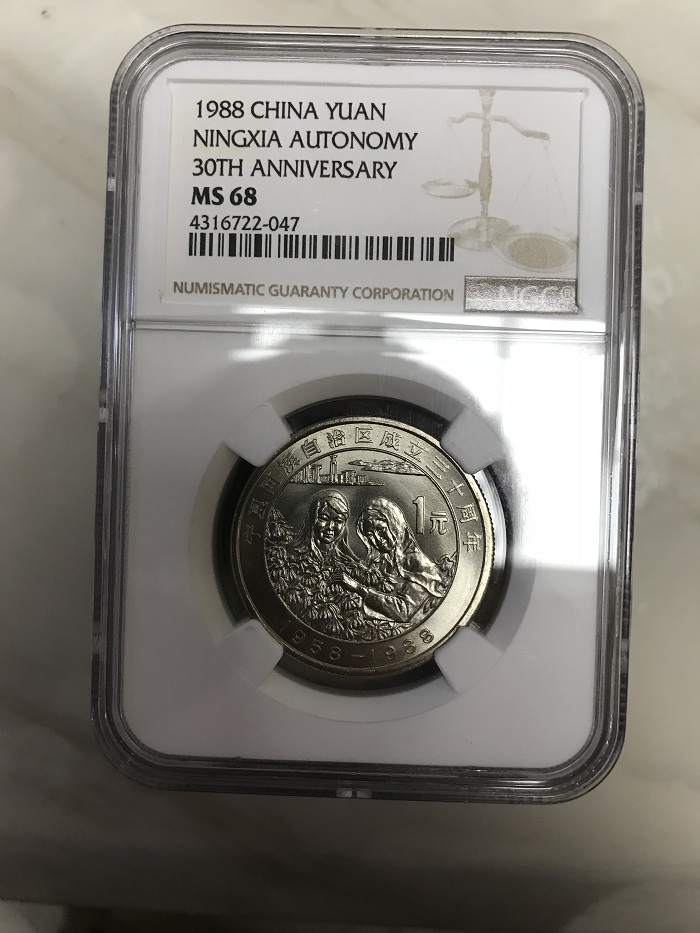 1988 CHINA YUAN
NINGXIA AUTONOMY
30TH ANNIVERSARY
MS 68
4316722-047
NUMISMATIC GUARANTY CORPORATION
NGC®
宁夏回族自治区成立三十周年
1元
1958-1988